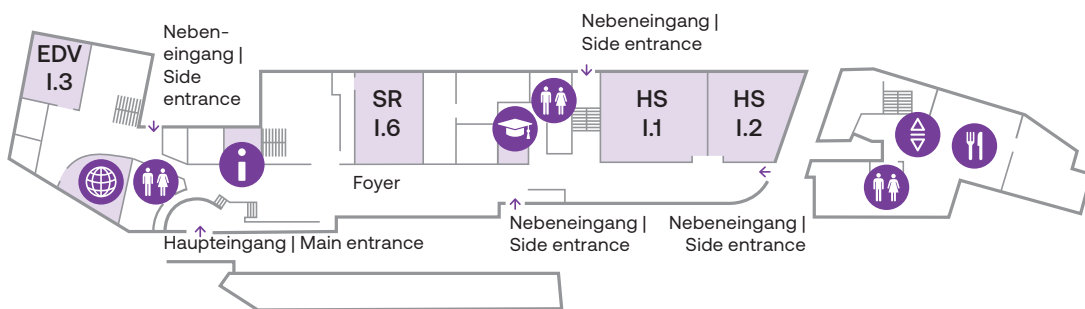 EDV
I.3
Neben-
eingang |
Side
entrance
Nebeneingang |
Side entrance
SR
I.6
HS
I.1
HS
I.2
Foyer
Haupteingang | Main entrance
Nebeneingang |
Side entrance
Nebeneingang |
Side entrance